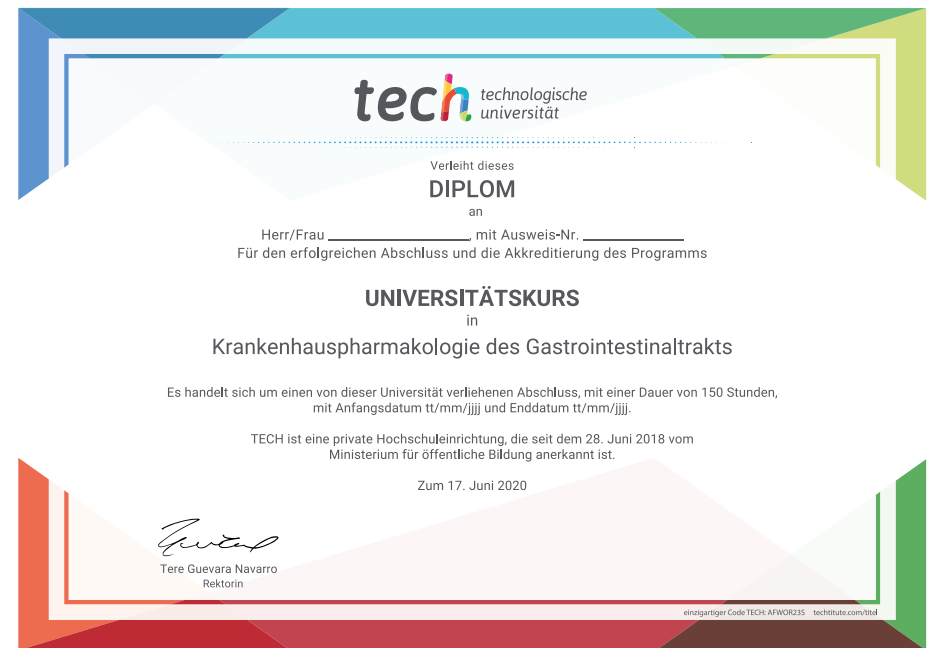 tech technologische
universität
Verleiht dieses
DIPLOM
an
Herr/Frau ____________, mit Ausweis-Nr. ____________
Für den erfolgreichen Abschluss und die Akkreditierung des Programms
UNIVERSITÄTSKURS
in
Krankenhauspharmakologie des Gastrointestinaltrakts
Es handelt sich um einen von dieser Universität verliehenen Abschluss, mit einer Dauer von 150 Stunden,
mit Anfangsdatum tt/mm/jjjj und Enddatum tt/mm/jjjj.
TECH ist eine private Hochschuleinrichtung, die seit dem 28. Juni 2018 vom
Ministerium für öffentliche Bildung anerkannt ist.
Zum 17. Juni 2020
Tere Guevara Navarro
Rektorin
einzigartiger Code TECH: AFWOR23S techtitute.com/titel